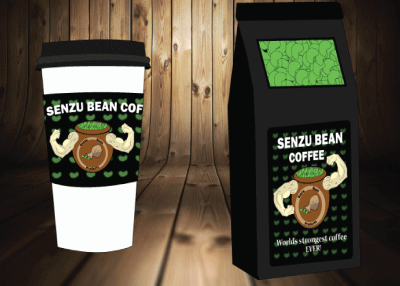 SENZU BEAN COF
SENZU BEAN
COFFEE
Worlds strongest coffee
EVER!